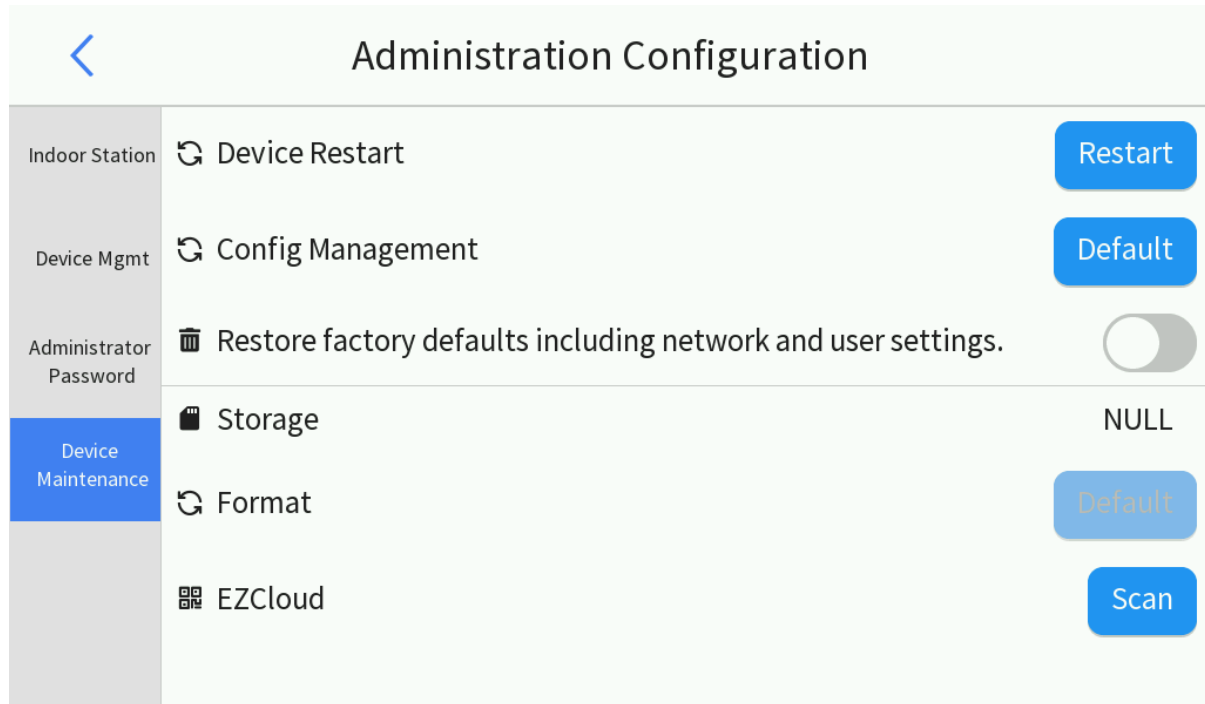 Administration Configuration
Indoor Station
Device Restart
Restart
Device Mgmt
Config Management
Default
Administrator
Password
Restore factory defaults including network and user settings.
Device
Maintenance
Storage
NULL
Format
Default
EZCloud
Scan